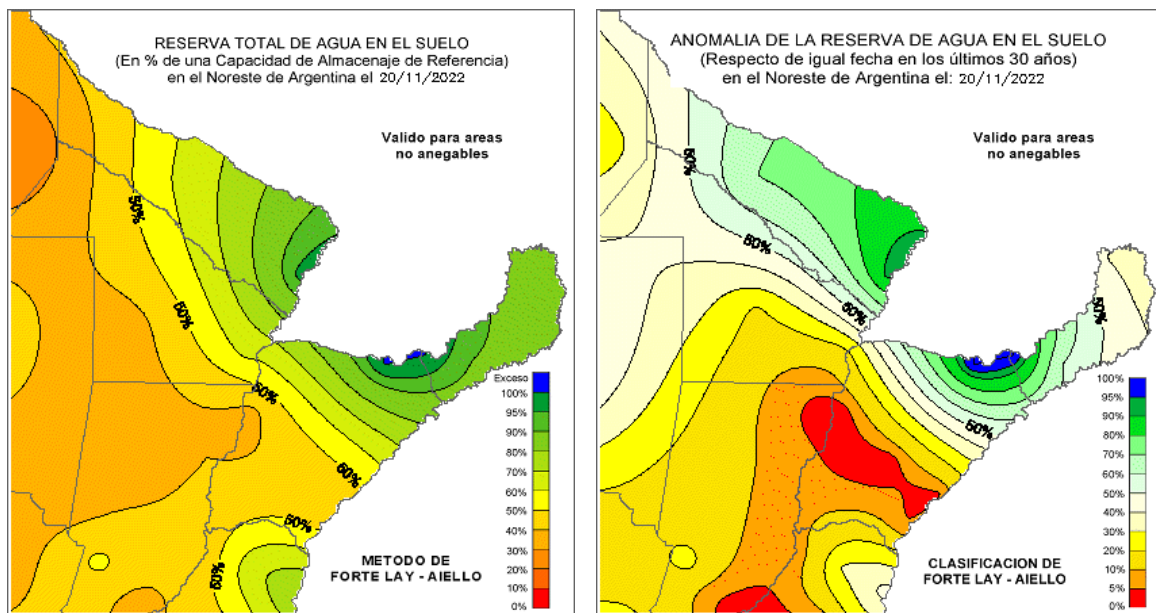 RESERVA TOTAL DE AGUA EN EL SUELO
(En % de una Capacidad de Almacenaje de Referencia)
en el Noreste de Argentina el 20/11/2022
Valido para areas
no anegables
50%
50%
50%
50%
50%
50%
Exceso
100%
95%
90%
80%
70%
60%
50%
40%
30%
20%
10%
0%
METODO DE
FORTE LAY - AIELLO
ANOMALIA DE LA RESERVA DE AGUA EN EL SUELO
(Respecto de igual fecha en los últimos 30 años)
en el Noreste de Argentina el: 20/11/2022
Valido para areas
no anegables
50%
50%
50%
50%
50%
100%
95%
90%
80%
70%
60%
50%
40%
30%
20%
10%
5%
0%
CLASIFICACION DE
FORTE LAY - AIELLO